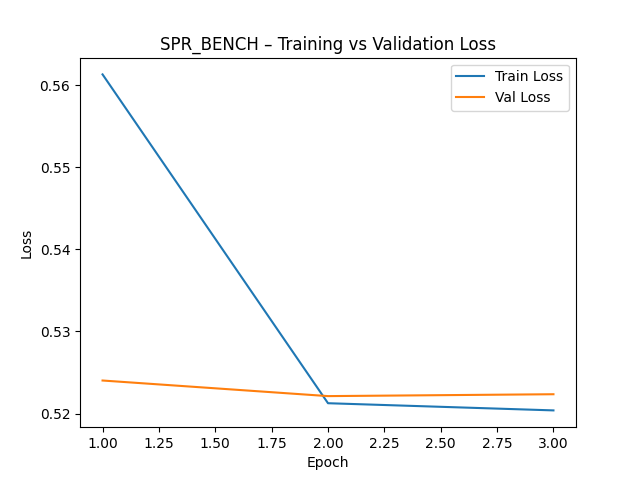 SPR_BENCH – Training vs Validation Loss
Train Loss
Val Loss
Loss
0.56
0.55
0.54
0.53
0.52
1.00 1.25 1.50 1.75 2.00 2.25 2.50 2.75 3.00
Epoch